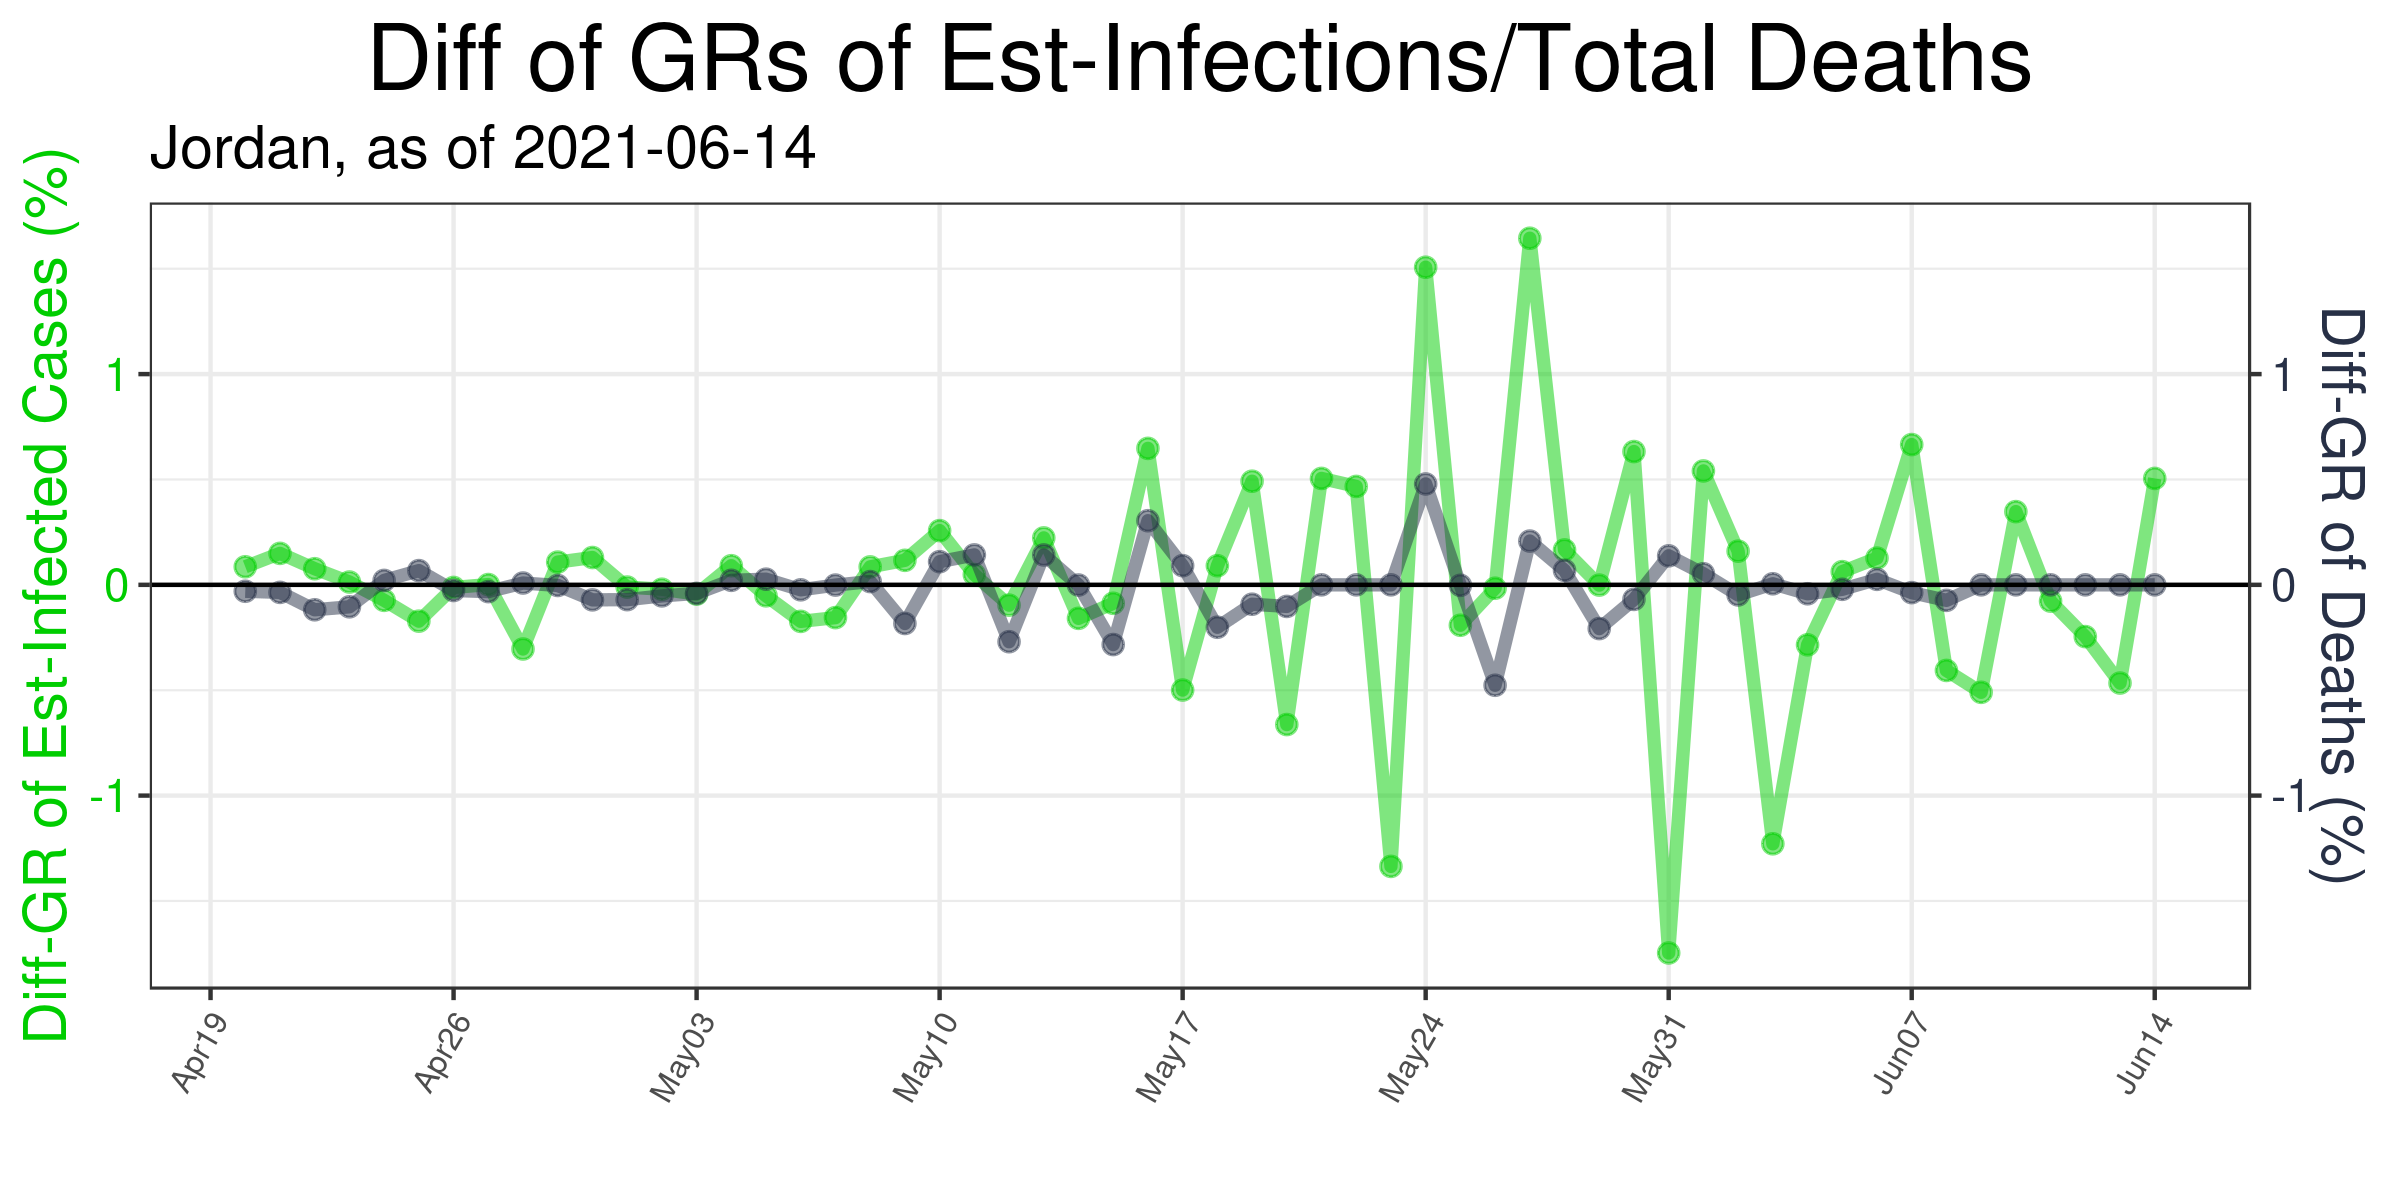 Diff of GRs of Est-Infections/Total Deaths
Jordan, as of 2021-06-14
Diff-GR of Est-Infected Cases (%)
1
0
-1
1
0
-1
Diff-GR of Deaths (%)
Apr19
Apr26
May03
May10
May17
May24
May31
Jun07
Jun14